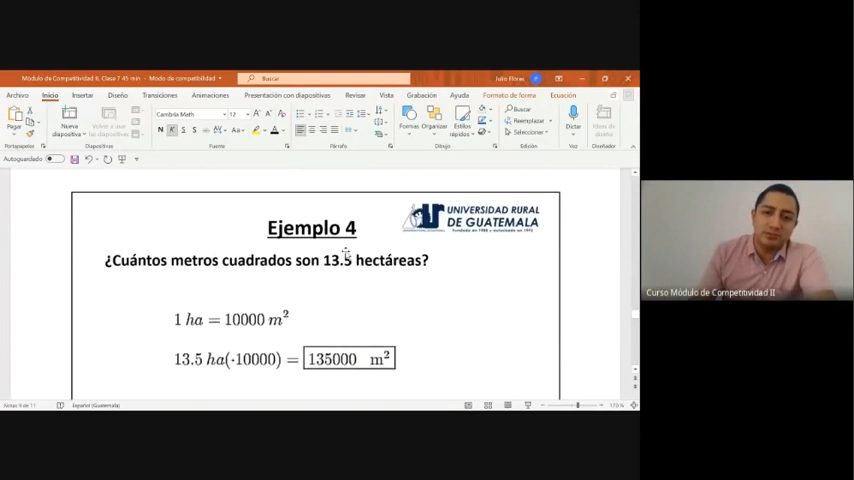 Módulo de Competitividad II. Clase 7 45 min - Modo de compatibilidad
Buscar
Julio Eliras
Archivo Inicio Insertar Diseño Transiciones Animaciones Presentación con diapositivas Revisar Vista Grabación Ayuda Formato de forma Ecuación
Cambria Math 12
Pegar
Nueva diapositiva
Volver a usar las diapositivas
Formas Organizar Estilos rápidos
Buscar
Reemplazar
Seleccionar
Dictar
Ideas de diseño
Portapapeles Diapositivas Fuente Párrafo Dibujo Edición Voz Diseñador
Autoguardado
Ejemplo 4
UNIVERSIDAD RURAL
DE GUATEMALA
¿Cuántos metros cuadrados son 13.5 hectáreas?
1 ha = 10000 m²
13.5 ha(·10000) = 135000 m²
Curso Módulo de Competitividad II
Español (Guatemala)
170 %